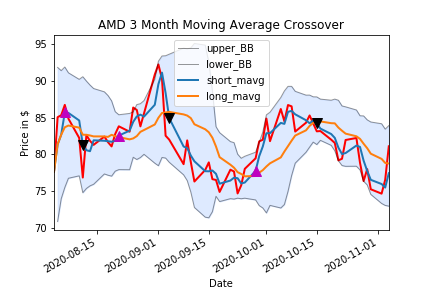 AMD 3 Month Moving Average Crossover
upper_BB
lower_BB
short_mavg
long_mavg
Price in $
95
90
85
80
75
70
2020-08-15
2020-09-01
2020-09-15
2020-10-01
2020-10-15
2020-11-01
Date